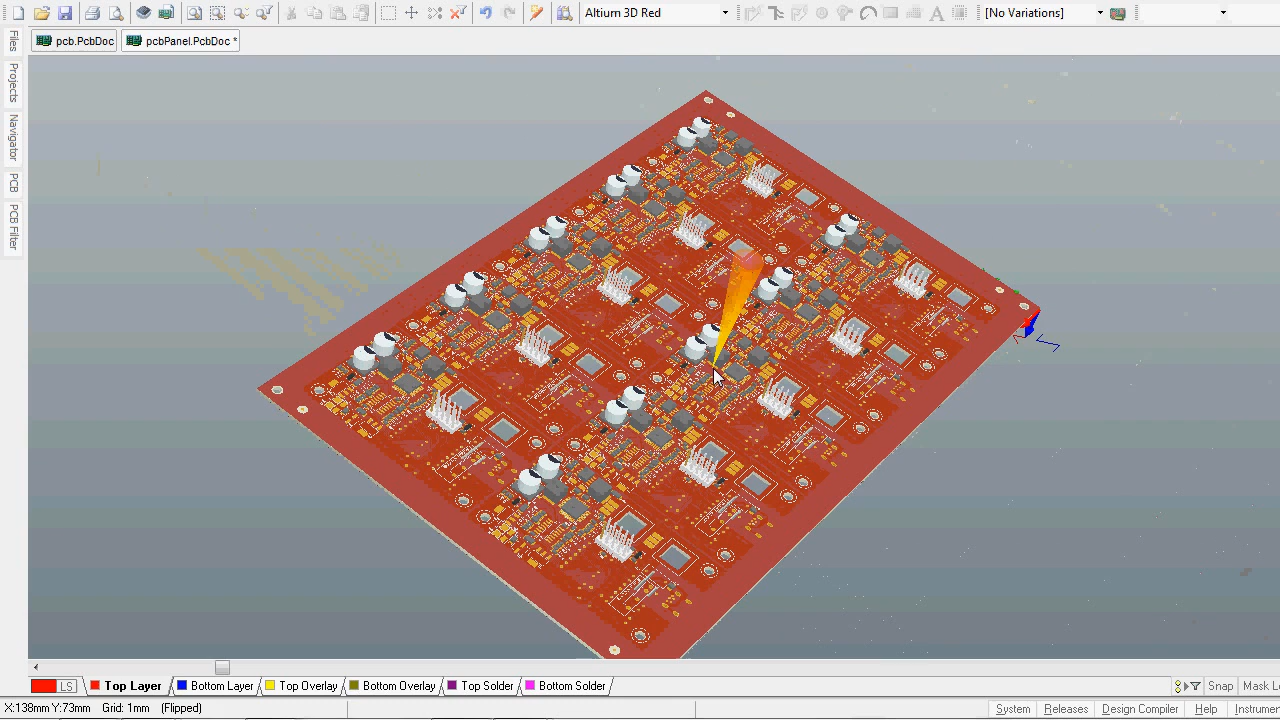 Altium 3D Red
[No Variations]
pcb.PcbDoc
pcbPanel.PcbDoc *
Files
Projects
Navigator
PCB
PCB Filter
LS
Top Layer
Bottom Layer
Top Overlay
Bottom Overlay
Top Solder
Bottom Solder
Snap
Mask L
X:138mm Y:73mm Grid: 1mm (Flipped)
System
Releases
Design Compiler
Help
Instrumen